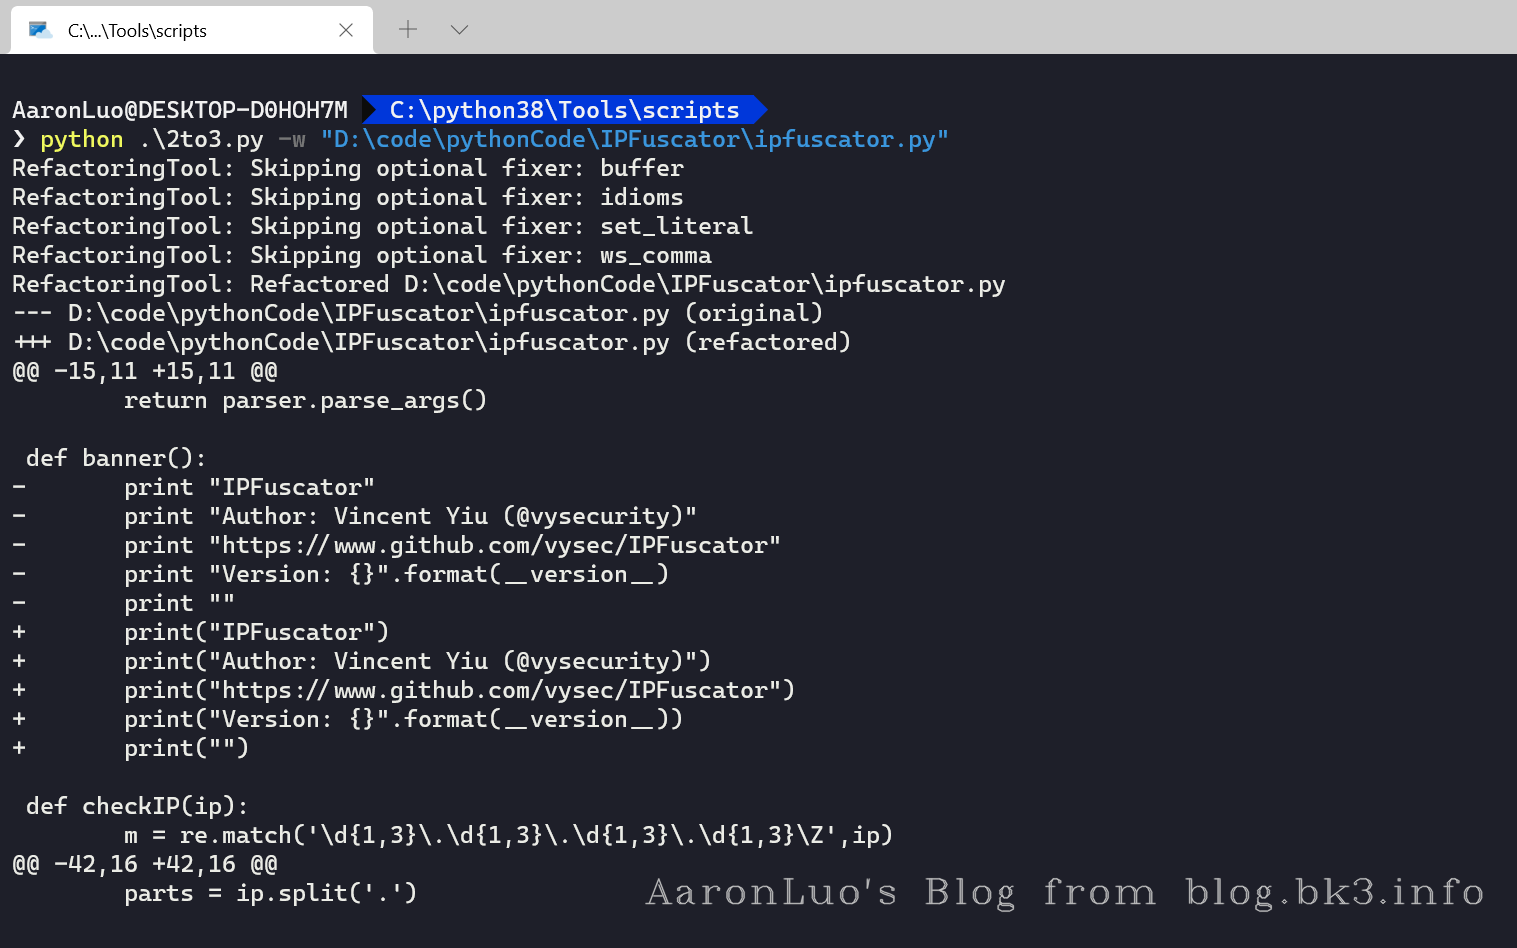 C:\...\Tools\scripts
AaronLuo@DESKTOP-D0HOH7M C:\python38\Tools\scripts
❯ python .\2to3.py -w "D:\code\pythonCode\IPFuscator\ipfuscator.py"
RefactoringTool: Skipping optional fixer: buffer
RefactoringTool: Skipping optional fixer: idioms
RefactoringTool: Skipping optional fixer: set_literal
RefactoringTool: Skipping optional fixer: ws_comma
RefactoringTool: Refactored D:\code\pythonCode\IPFuscator\ipfuscator.py
--- D:\code\pythonCode\IPFuscator\ipfuscator.py (original)
+++ D:\code\pythonCode\IPFuscator\ipfuscator.py (refactored)
@@ -15,11 +15,11 @@
        return parser.parse_args()
 def banner():
-       print "IPFuscator"
-       print "Author: Vincent Yiu (@vysecurity)"
-       print "https://www.github.com/vysec/IPFuscator"
-       print "Version: {}".format(__version__)
-       print ""
+       print("IPFuscator")
+       print("Author: Vincent Yiu (@vysecurity)")
+       print("https://www.github.com/vysec/IPFuscator")
+       print("Version: {}".format(__version__))
+       print("")
 def checkIP(ip):
        m = re.match('\d{1,3}\.\d{1,3}\.\d{1,3}\.\d{1,3}\Z',ip)
@@ -42,16 +42,16 @@
        parts = ip.split('.')
AaronLuo's Blog from blog.bk3.info